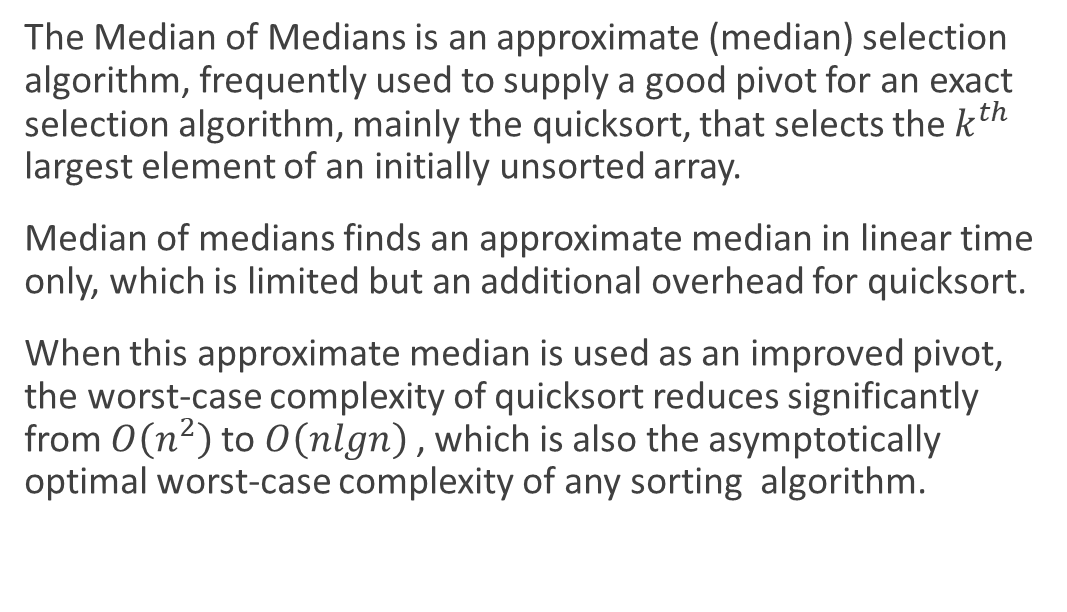 The Median of Medians is an approximate (median) selection
algorithm, frequently used to supply a good pivot for an exact
selection algorithm, mainly the quicksort, that selects the kᵗʰ
largest element of an initially unsorted array.
Median of medians finds an approximate median in linear time
only, which is limited but an additional overhead for quicksort.
When this approximate median is used as an improved pivot,
the worst-case complexity of quicksort reduces significantly
from O(n²) to O(nlgn) , which is also the asymptotically
optimal worst-case complexity of any sorting  algorithm.